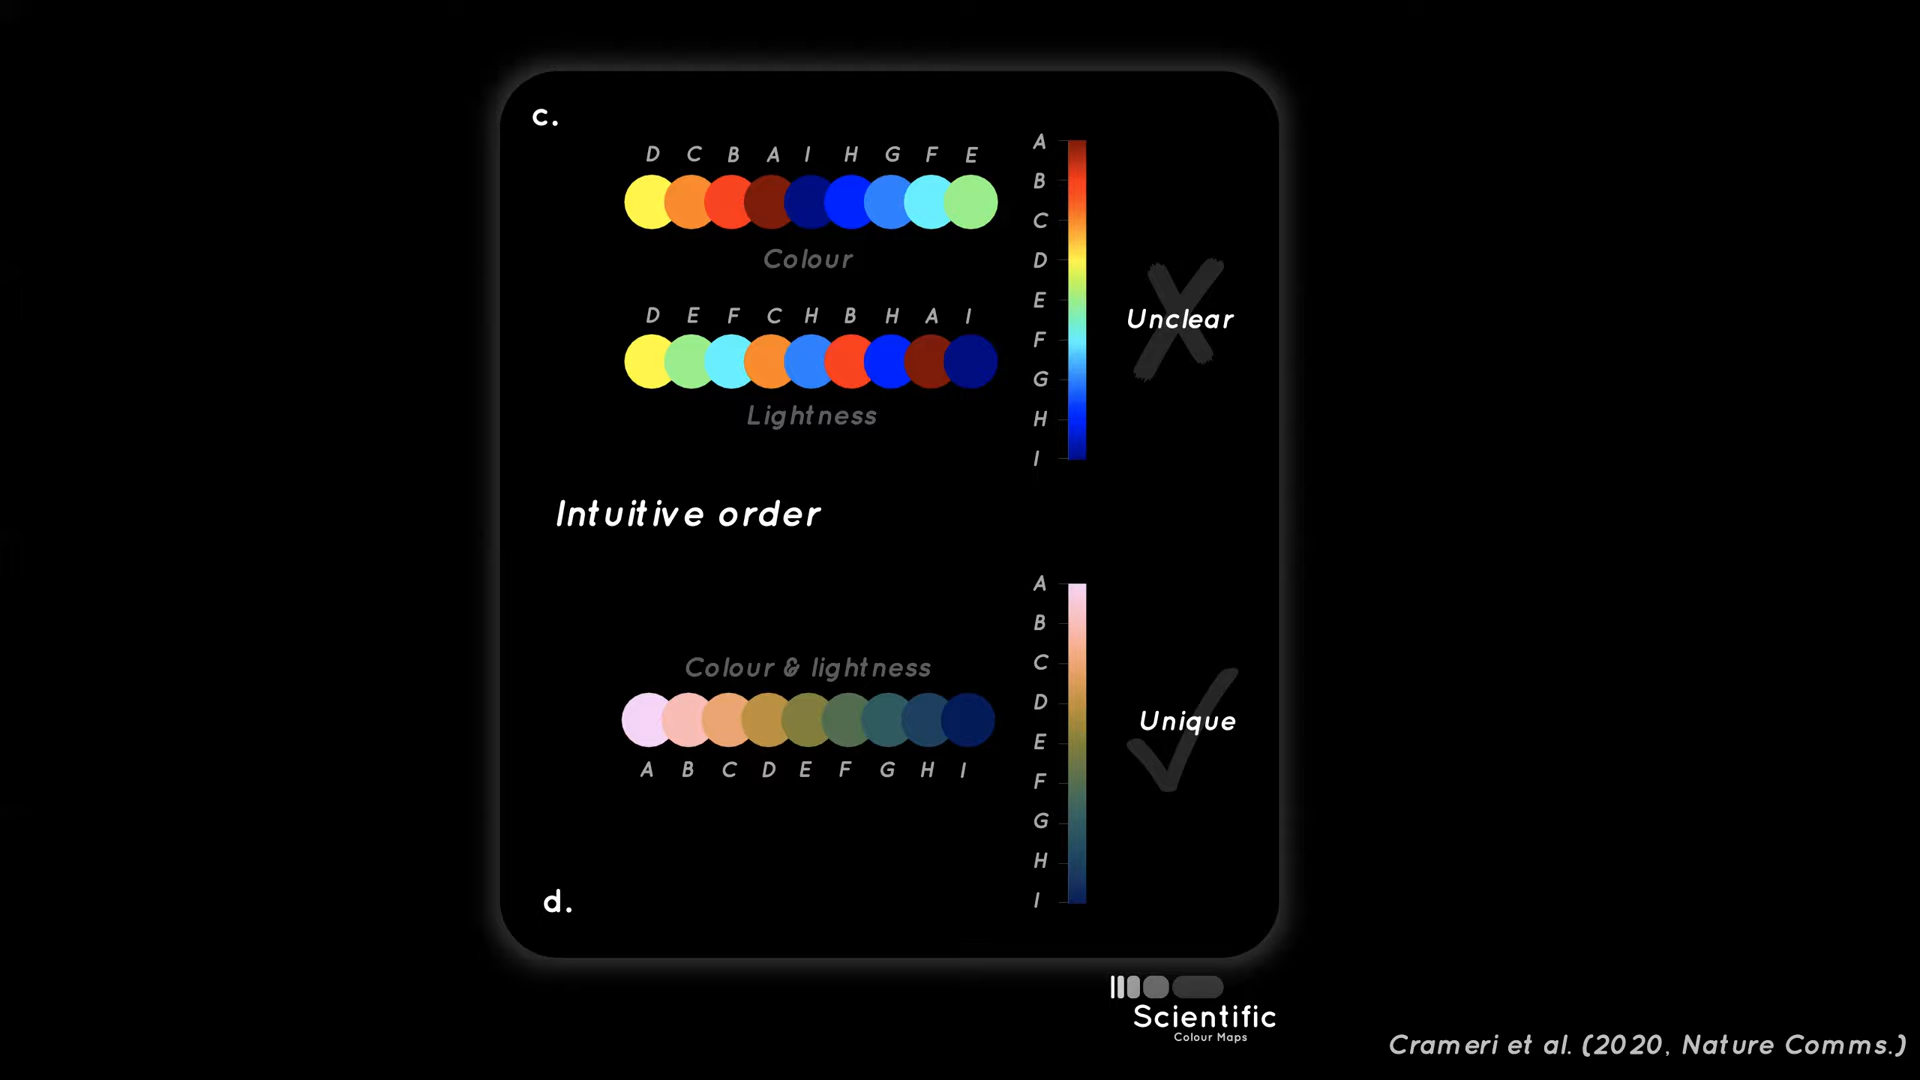 c.
D C B A I H G F E
Colour
D E F C H B H A I
Lightness
A
B
C
D
E
F
G
H
I
Unclear
Intuitive order
Colour & lightness
A B C D E F G H I
A
B
C
D
E
F
G
H
I
Unique
d.
Scientific
Colour Maps
Crameri et al. (2020, Nature Comms.)